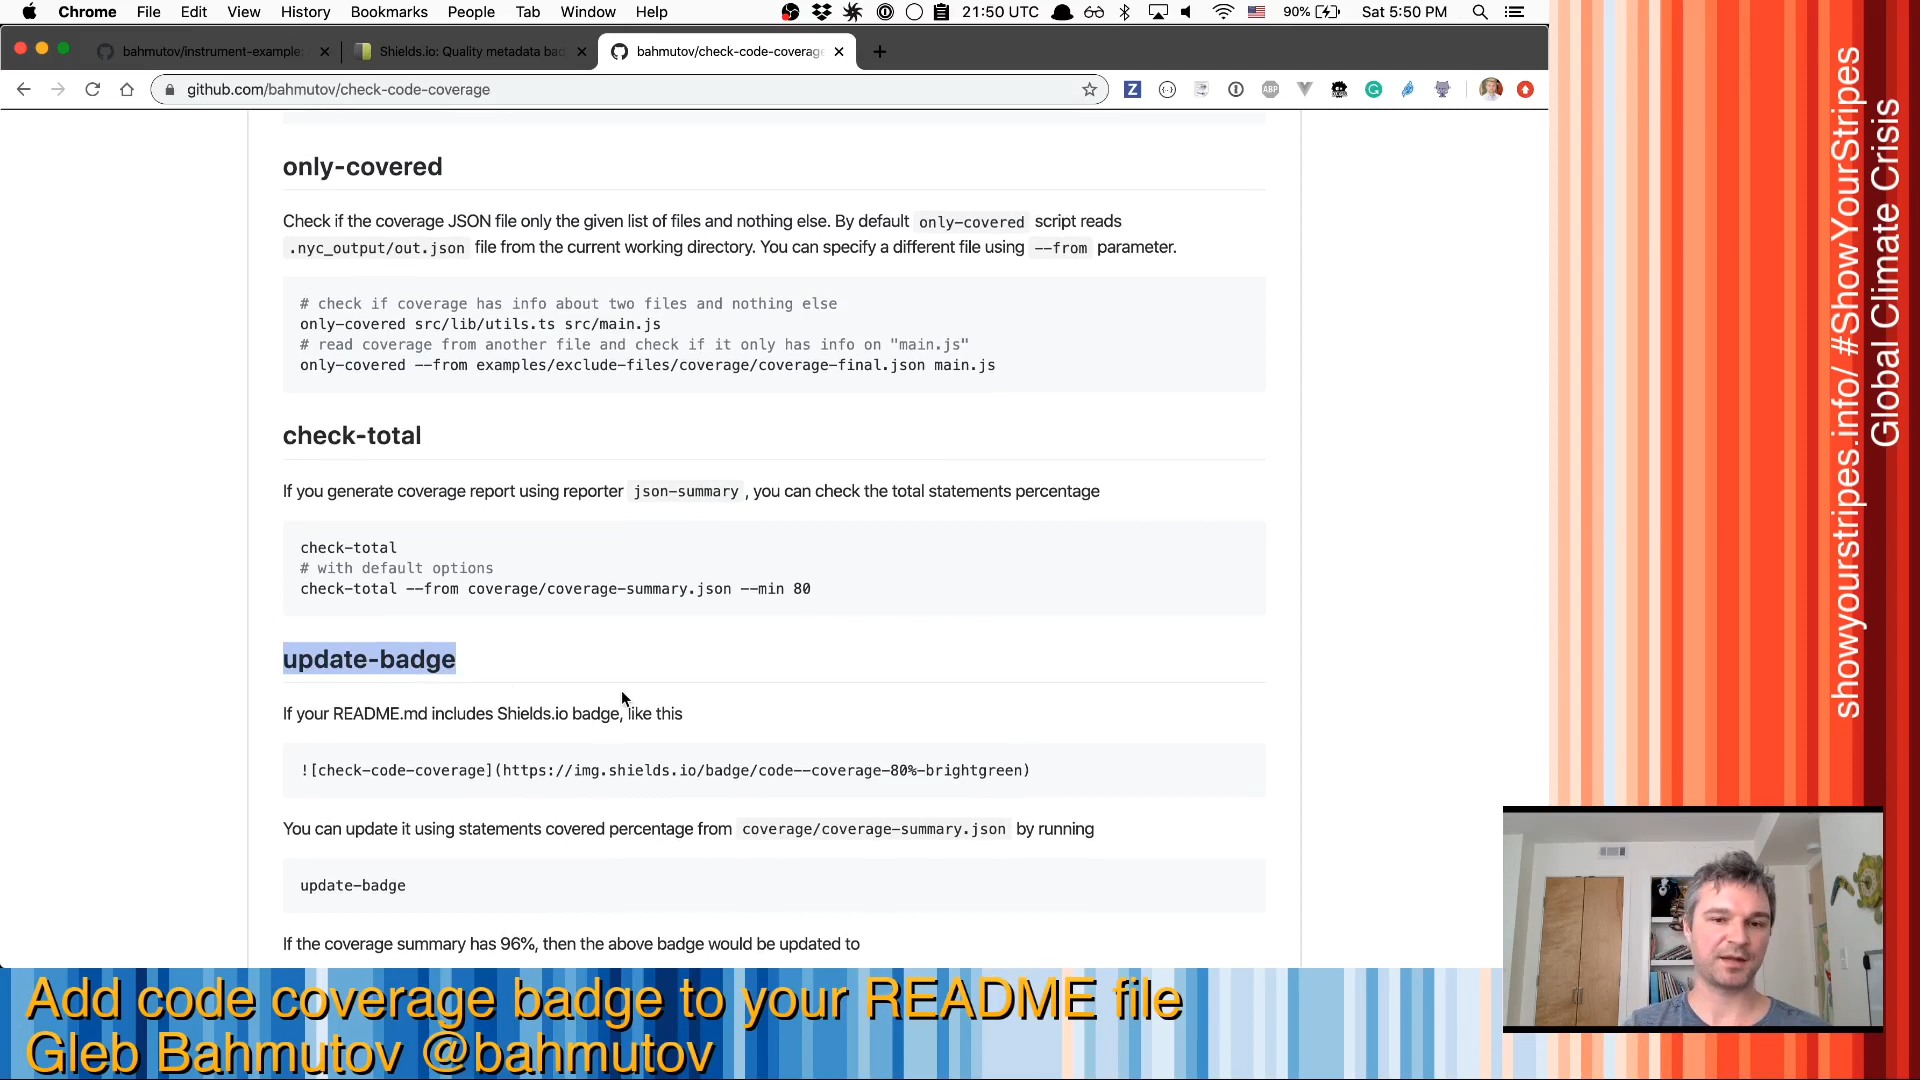 Chrome File Edit View History Bookmarks People Tab Window Help 21:50 UTC 90% Sat 5:50 PM
bahmutov/instrument-example: Shields.io: Quality metadata bad bahmutov/check-code-coverage
github.com/bahmutov/check-code-coverage Z ABP
only-covered
Check if the coverage JSON file only the given list of files and nothing else. By default only-covered script reads
.nyc_output/out.json file from the current working directory. You can specify a different file using --from parameter.
# check if coverage has info about two files and nothing else
only-covered src/lib/utils.ts src/main.js
# read coverage from another file and check if it only has info on "main.js"
only-covered --from examples/exclude-files/coverage/coverage-final.json main.js
check-total
If you generate coverage report using reporter json-summary , you can check the total statements percentage
check-total
# with default options
check-total --from coverage/coverage-summary.json --min 80
update-badge
If your README.md includes Shields.io badge, like this
![check-code-coverage](https://img.shields.io/badge/code--coverage-80%-brightgreen)
You can update it using statements covered percentage from coverage/coverage-summary.json by running
update-badge
If the coverage summary has 96%, then the above badge would be updated to
Add code coverage badge to your README file
Gleb Bahmutov @bahmutov
showyourstripes.info/ #ShowYourStripes
Global Climate Crisis